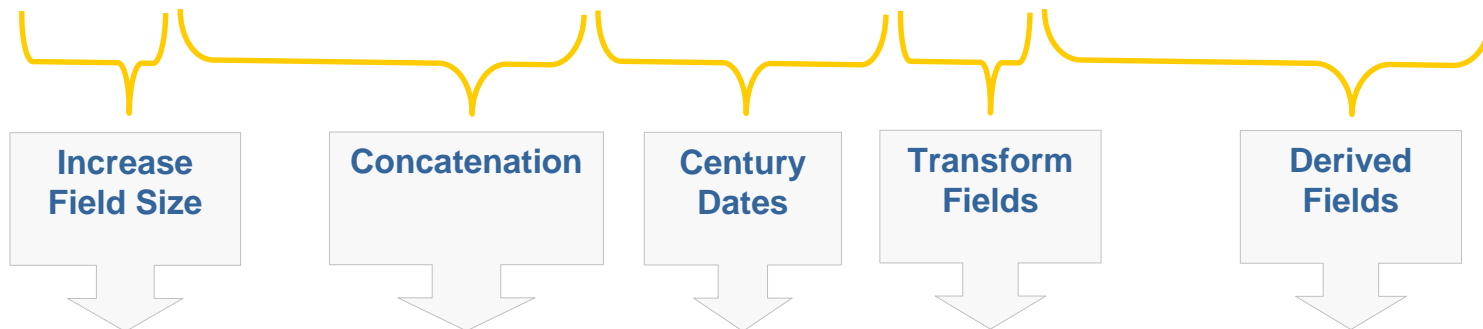 Increase
Field Size
Concatenation
Century
Dates
Transform
Fields
Derived
Fields